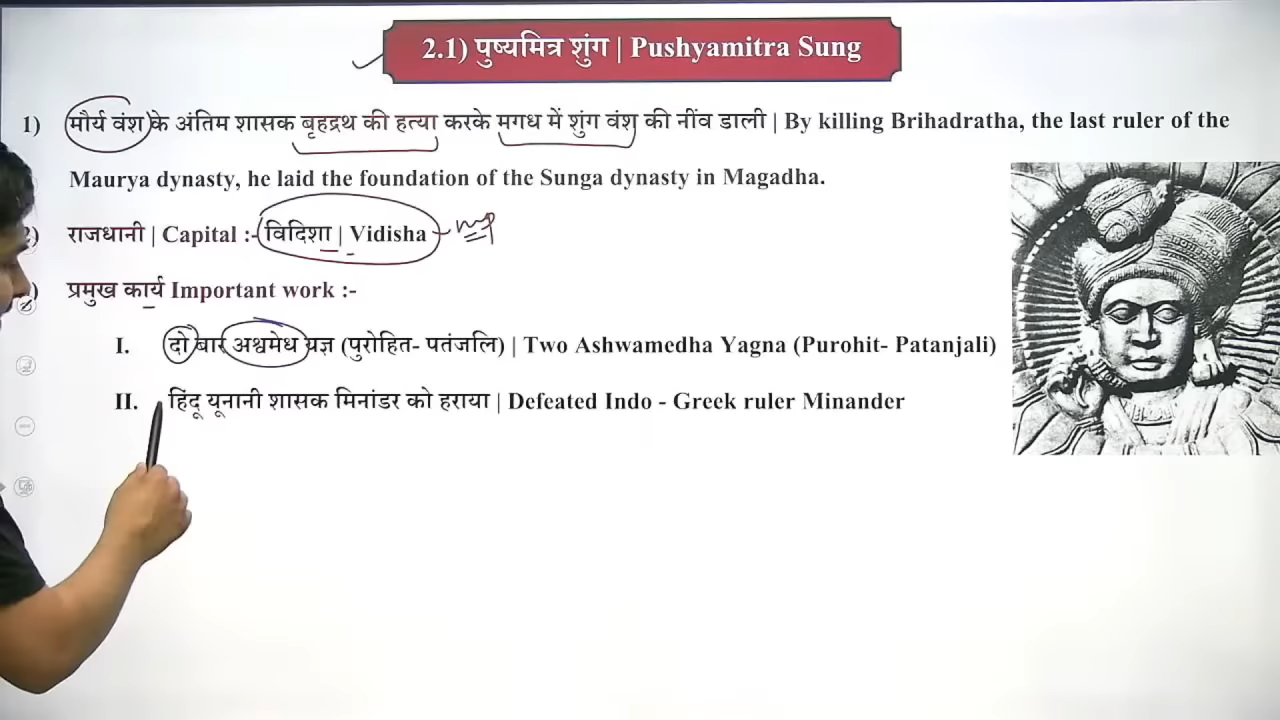 2.1) पुष्यमित्र शुंग | Pushyamitra Sung
1) मौर्य वंश के अंतिम शासक बृहद्रथ की हत्या करके मगध में शुंग वंश की नींव डाली | By killing Brihadratha, the last ruler of the
Maurya dynasty, he laid the foundation of the Sunga dynasty in Magadha.
) राजधानी | Capital :- विदिशा | Vidisha - MP
) प्रमुख कार्य Important work :-
I. दो बार अश्वमेध यज्ञ (पुरोहित- पतंजलि) | Two Ashwamedha Yagna (Purohit- Patanjali)
II. हिंदू यूनानी शासक मिनांडर को हराया | Defeated Indo - Greek ruler Minander